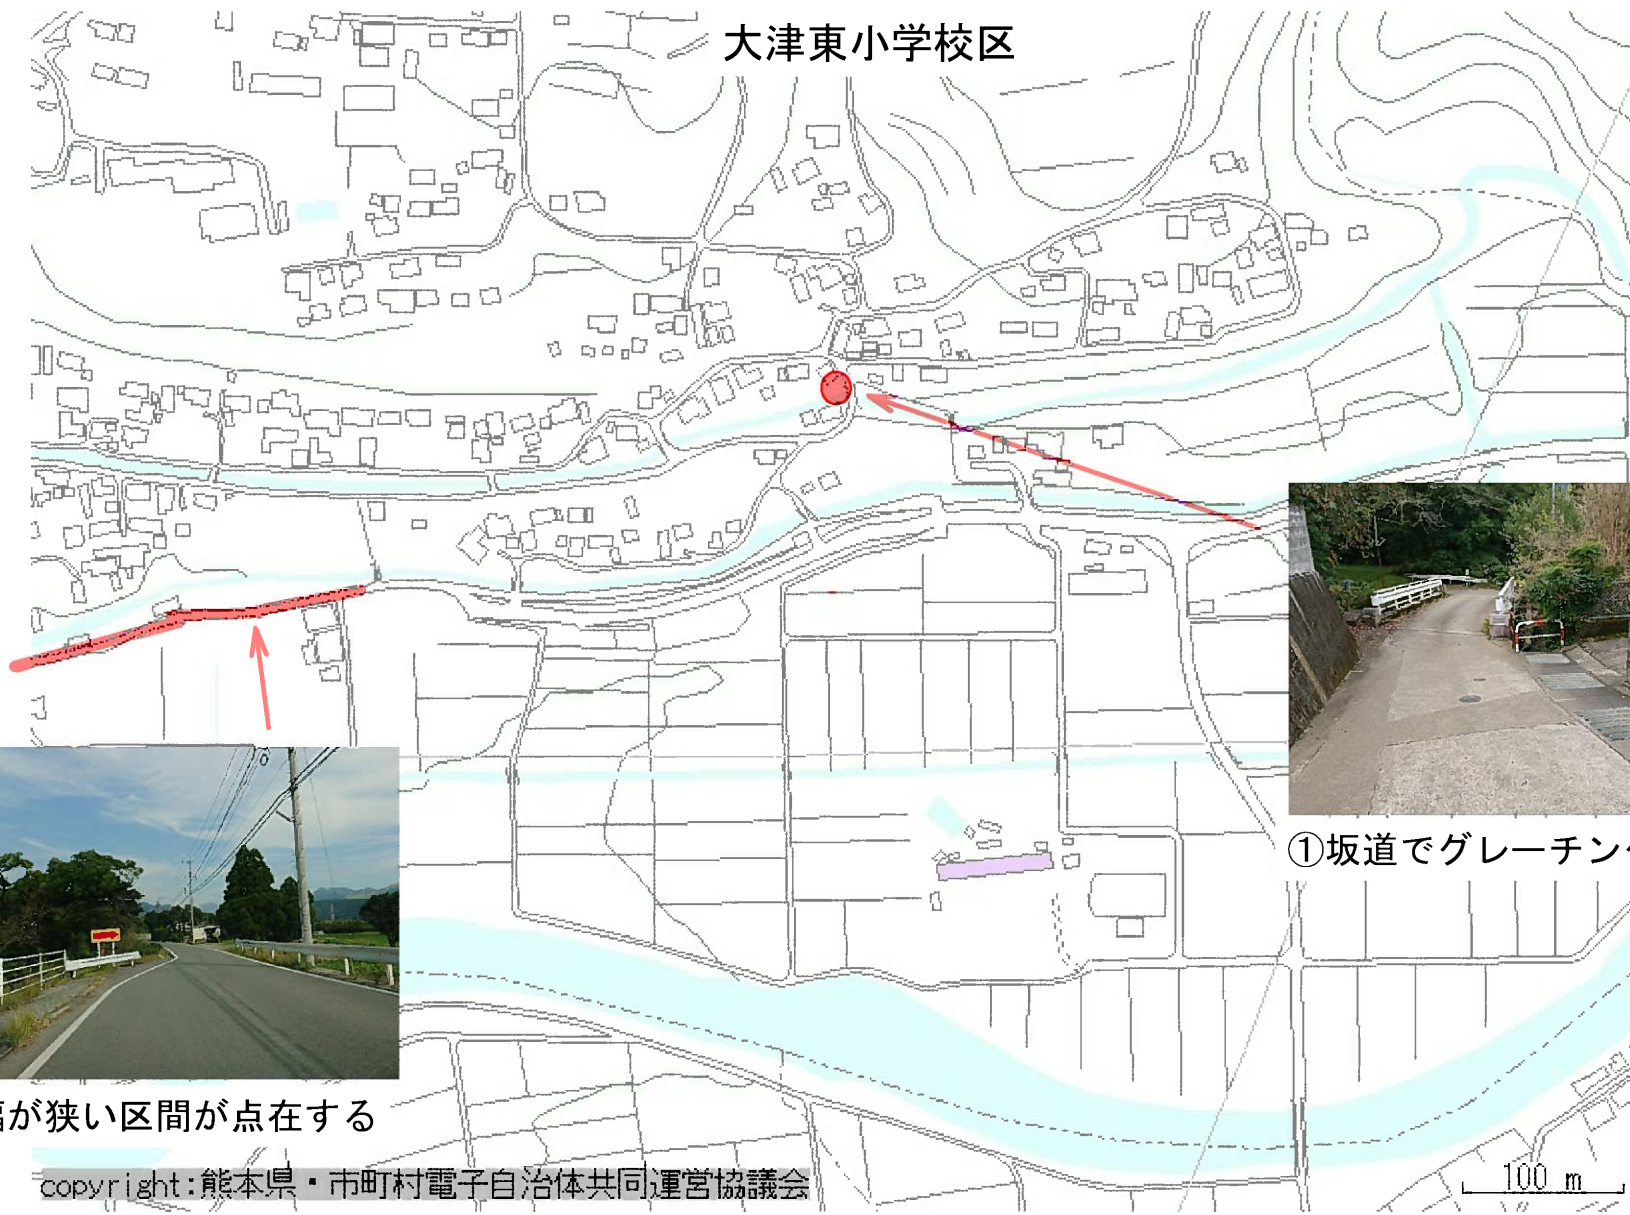 大津東小学校区
①坂道でグレーチン
が狭い区間が点在する
copyright:熊本県・市町村電子自治体共同運営協議会
100 m